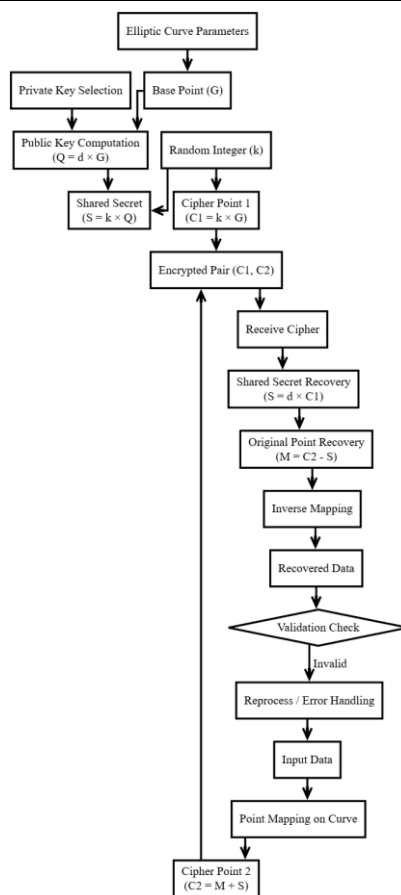 Elliptic Curve Parameters
Private Key Selection
Base Point (G)
Public Key Computation
(Q = d × G)
Random Integer (k)
Shared Secret
(S = k × Q)
Cipher Point 1
(C1 = k × G)
Encrypted Pair (C1, C2)
Receive Cipher
Shared Secret Recovery
(S = d × C1)
Original Point Recovery
(M = C2 - S)
Inverse Mapping
Recovered Data
Validation Check
Invalid
Reprocess / Error Handling
Input Data
Point Mapping on Curve
Cipher Point 2
(C2 = M + S)